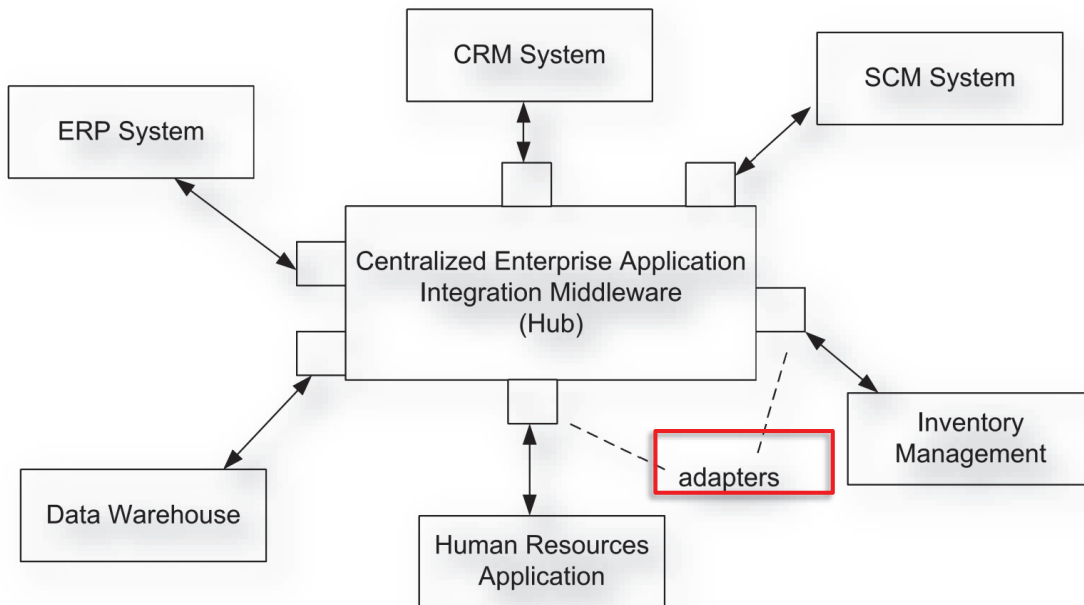 CRM System
SCM System
ERP System
Centralized Enterprise Application
Integration Middleware
(Hub)
Inventory
Management
adapters
Data Warehouse
Human Resources
Application